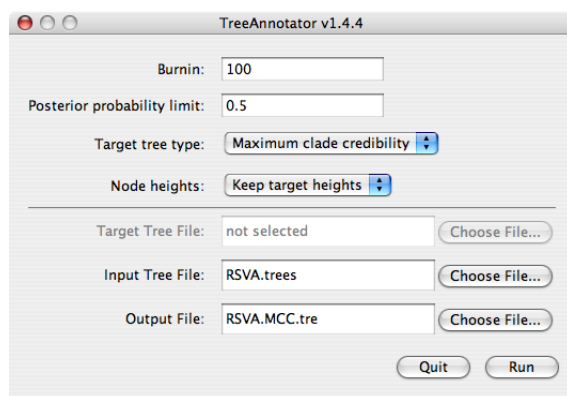 TreeAnnotator v1.4.4
Burnin: 100
Posterior probability limit: 0.5
Target tree type: Maximum clade credibility
Node heights: Keep target heights
Target Tree File: not selected Choose File...
Input Tree File: RSVA.trees Choose File...
Output File: RSVA.MCC.tre Choose File...
Quit Run